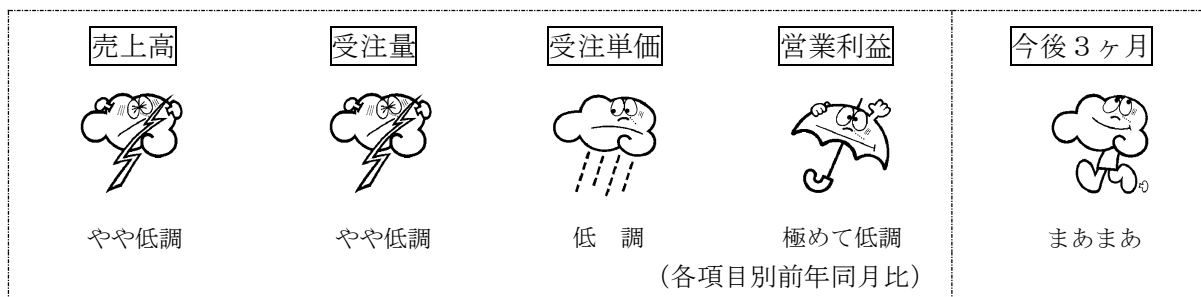 売上高 受注量 受注単価 営業利益 今後３ヶ月
やや低調 やや低調 低　調 極めて低調 まあまあ
（各項目別前年同月比）